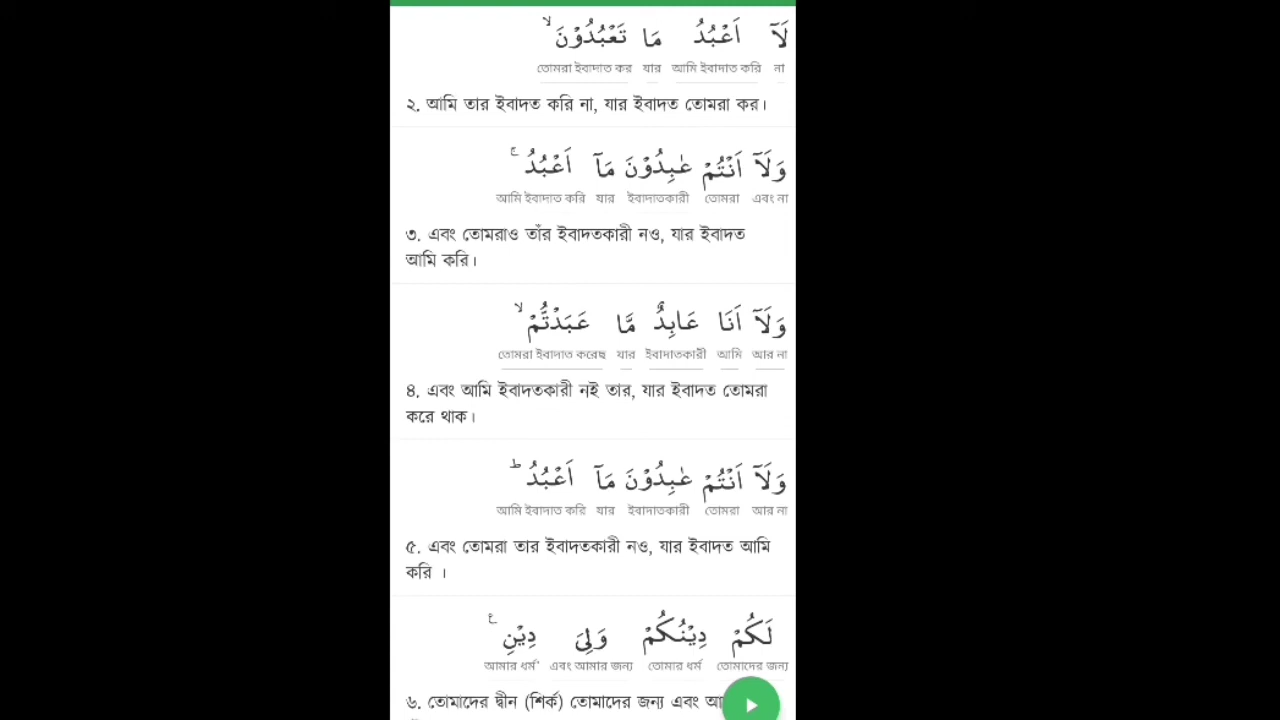 لَآ اَعْبُدُ مَا تَعْبُدُوْنَ ۙ
না আমি ইবাদাত করি যার তোমরা ইবাদাত কর
২. আমি তার ইবাদত করি না, যার ইবাদত তোমরা কর।
وَلَآ اَنْتُمْ عٰبِدُوْنَ مَآ اَعْبُدُ ۚ
এবং না তোমরা ইবাদাতকারী যার আমি ইবাদাত করি
৩. এবং তোমরাও তাঁর ইবাদতকারী নও, যার ইবাদত
আমি করি।
وَلَآ اَنَا عَابِدٌ مَّا عَبَدْتُّمْ ۙ
আর না আমি ইবাদাতকারী যার তোমরা ইবাদাত করেছ
৪. এবং আমি ইবাদতকারী নই তার, যার ইবাদত তোমরা
করে থাক।
وَلَآ اَنْتُمْ عٰبِدُوْنَ مَآ اَعْبُدُ ؕ
আর না তোমরা ইবাদাতকারী যার আমি ইবাদাত করি
৫. এবং তোমরা তার ইবাদতকারী নও, যার ইবাদত আমি
করি ।
لَكُمْ دِيْنُكُمْ وَلِىَ دِيْنِ ۧ
তোমাদের জন্য তোমার ধর্ম এবং আমার জন্য আমার ধর্ম'
৬. তোমাদের দ্বীন (শির্ক) তোমাদের জন্য এবং